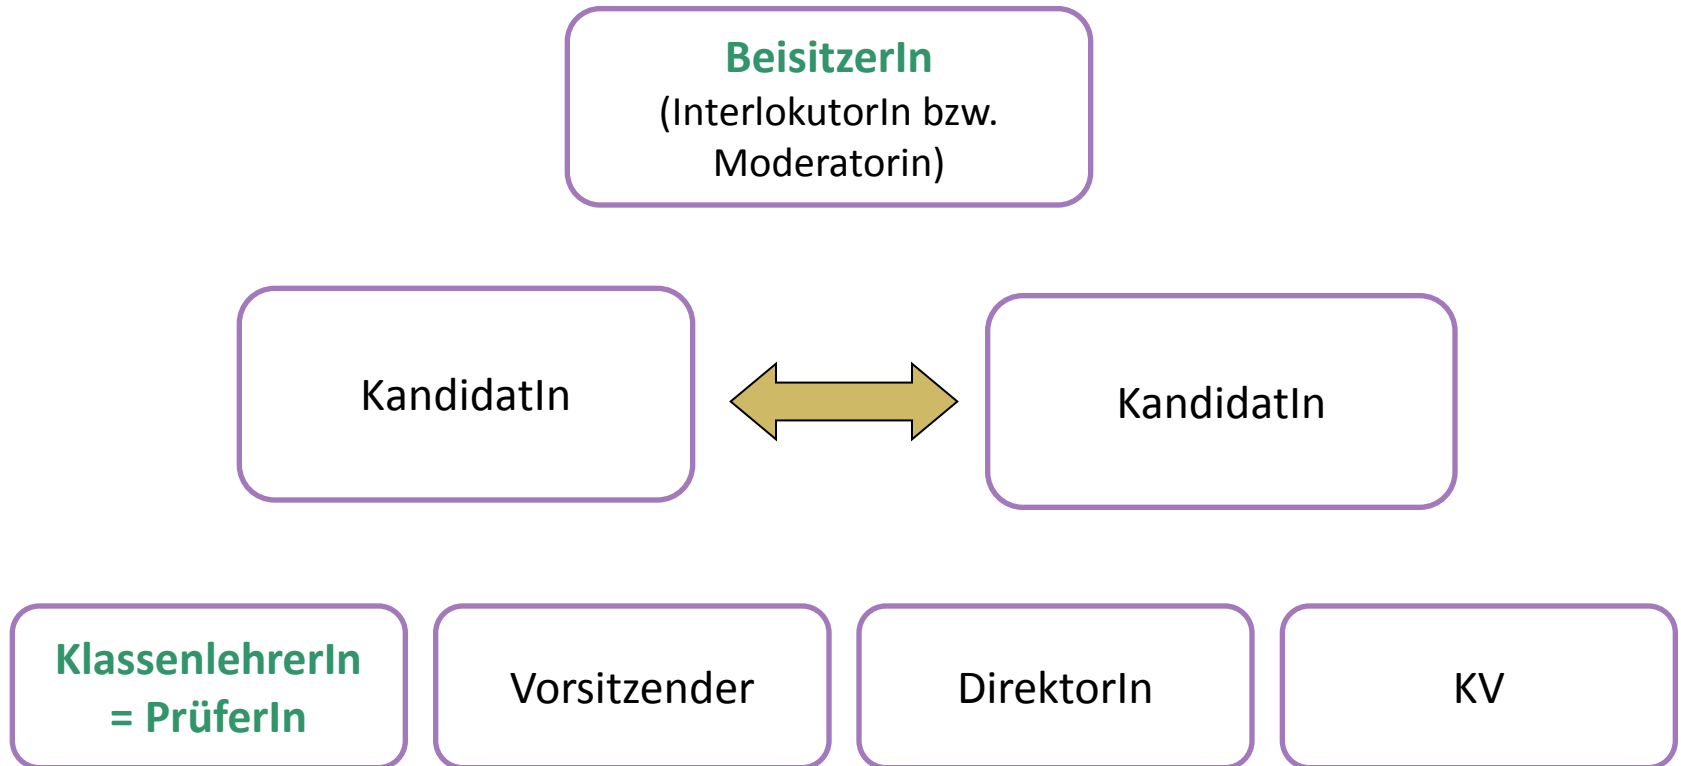 BeisitzerIn
(InterlokutorIn bzw.
Moderatorin)
KandidatIn
KandidatIn
KlassenlehrerIn
= PrüferIn
Vorsitzender
DirektorIn
KV